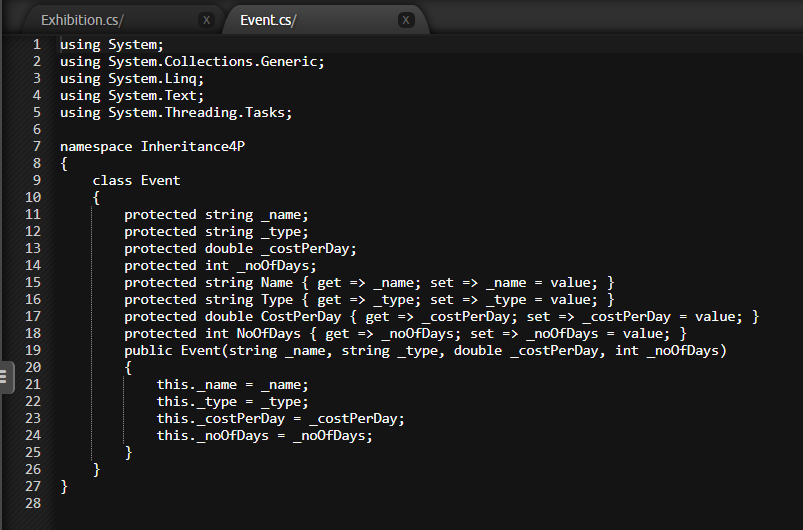 Exhibition.cs/ x Event.cs/ x
1 using System;
2 using System.Collections.Generic;
3 using System.Linq;
4 using System.Text;
5 using System.Threading.Tasks;
6
7 namespace Inheritance4P
8 {
9 class Event
10 {
11 protected string _name;
12 protected string _type;
13 protected double _costPerDay;
14 protected int _noOfDays;
15 protected string Name { get => _name; set => _name = value; }
16 protected string Type { get => _type; set => _type = value; }
17 protected double CostPerDay { get => _costPerDay; set => _costPerDay = value; }
18 protected int NoOfDays { get => _noOfDays; set => _noOfDays = value; }
19 public Event(string _name, string _type, double _costPerDay, int _noOfDays)
20 {
21 this._name = _name;
22 this._type = _type;
23 this._costPerDay = _costPerDay;
24 this._noOfDays = _noOfDays;
25 }
26 }
27 }
28